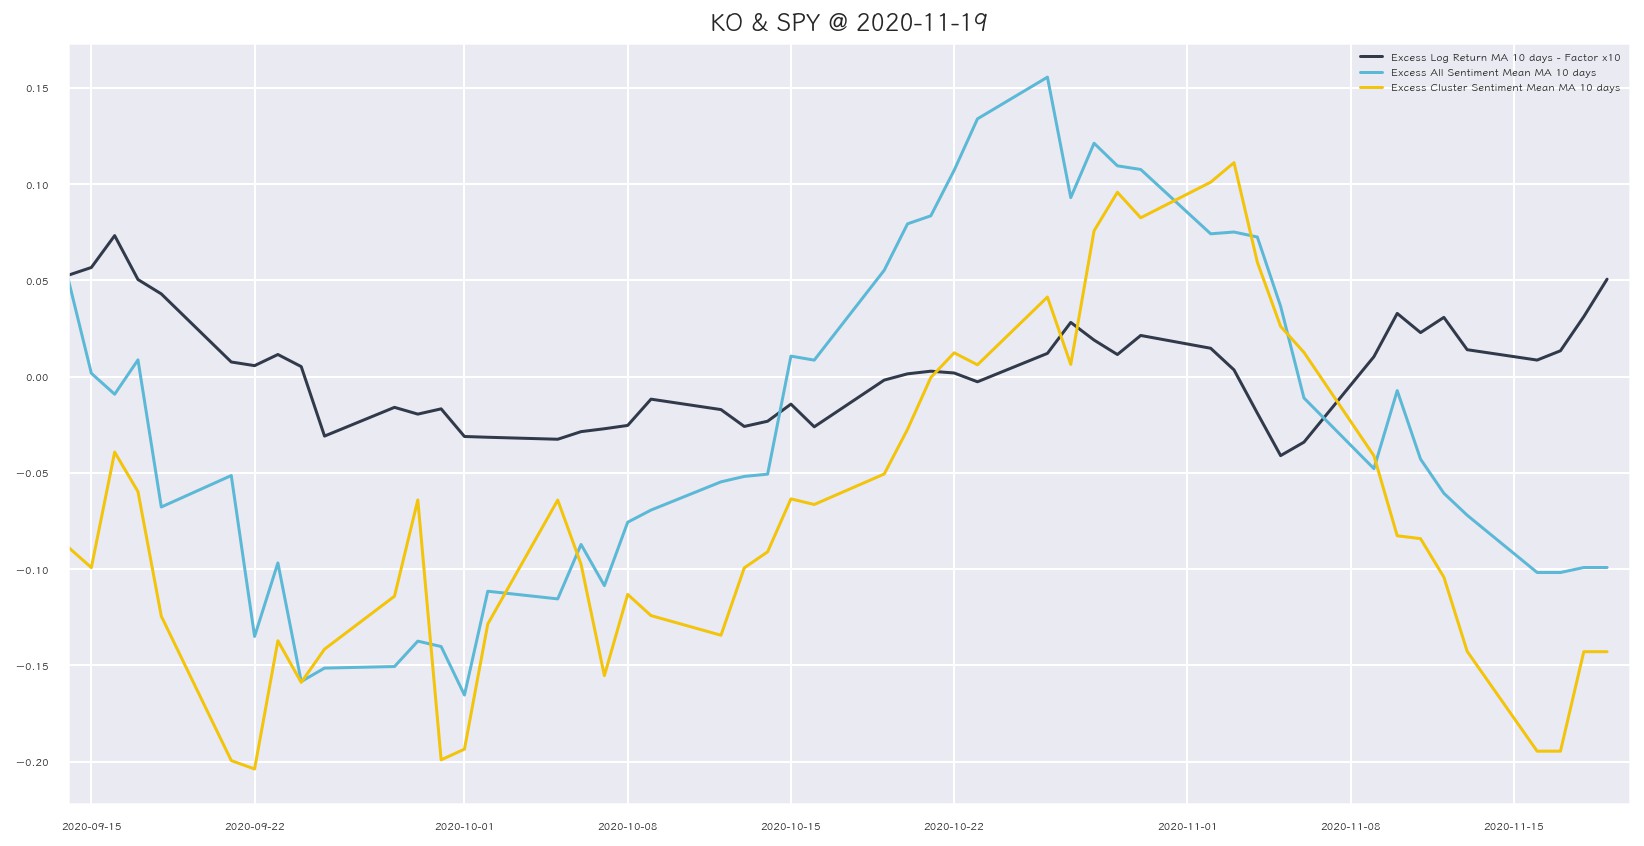 KO & SPY @ 2020-11-19
Excess Log Return MA 10 days - Factor x10
Excess All Sentiment Mean MA 10 days
Excess Cluster Sentiment Mean MA 10 days
0.15
0.10
0.05
0.00
−0.05
−0.10
−0.15
−0.20
2020-09-15 2020-09-22 2020-10-01 2020-10-08 2020-10-15 2020-10-22 2020-11-01 2020-11-08 2020-11-15